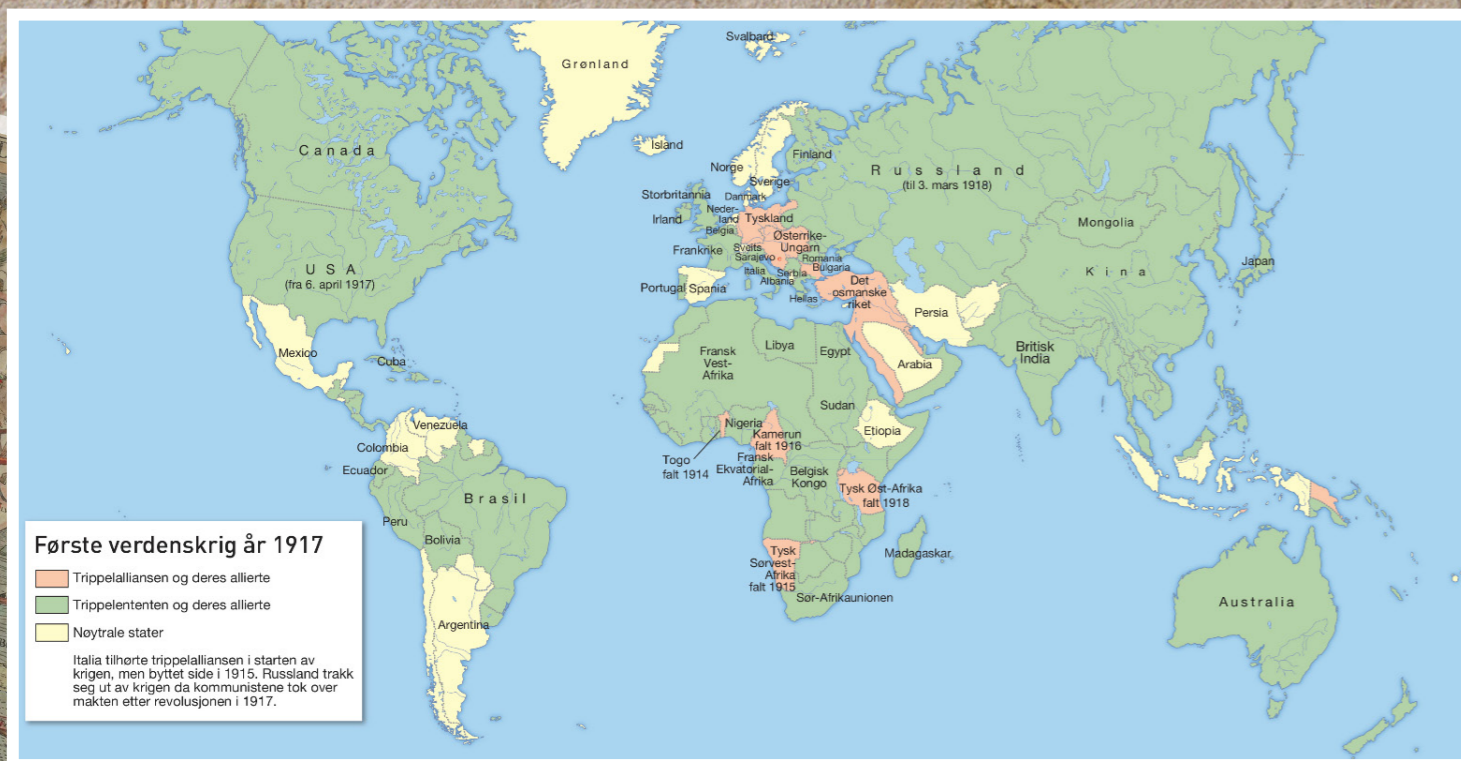 Grønland
Svalbard
Island
Norge
Sverige
Finland
Danmark
Canada
USA
(fra 6. april 1917)
Mexico
Cuba
Venezuela
Colombia
Ecuador
Brasil
Peru
Bolivia
Argentina
Storbritannia
Irland
Neder-
land
Belgia
Tyskland
Østerrike-
Ungarn
Frankrike
Sveits
Sarajevo
Romania
Italia
Serbia
Bulgaria
Albania
Hellas
Portugal
Spania
Russland
(til 3. mars 1918)
Mongolia
Kina
Japan
Det
osmanske
riket
Persia
Arabia
Britisk
India
Fransk
Vest-
Afrika
Libya
Egypt
Sudan
Etiopia
Nigeria
Kamerun
falt 1916
Togo
falt 1914
Fransk
Ekvatorial-
Afrika
Belgisk
Kongo
Tysk Øst-Afrika
falt 1918
Tysk
Sørvest-
Afrika
falt 1915
Madagaskar
Sør-Afrikaunionen
Australia
Første verdenskrig år 1917
Trippelalliansen og deres allierte
Trippelententen og deres allierte
Nøytrale stater
Italia tilhørte trippelalliansen i starten av
krigen, men byttet side i 1915. Russland trakk
seg ut av krigen da kommunistene tok over
makten etter revolusjonen i 1917.